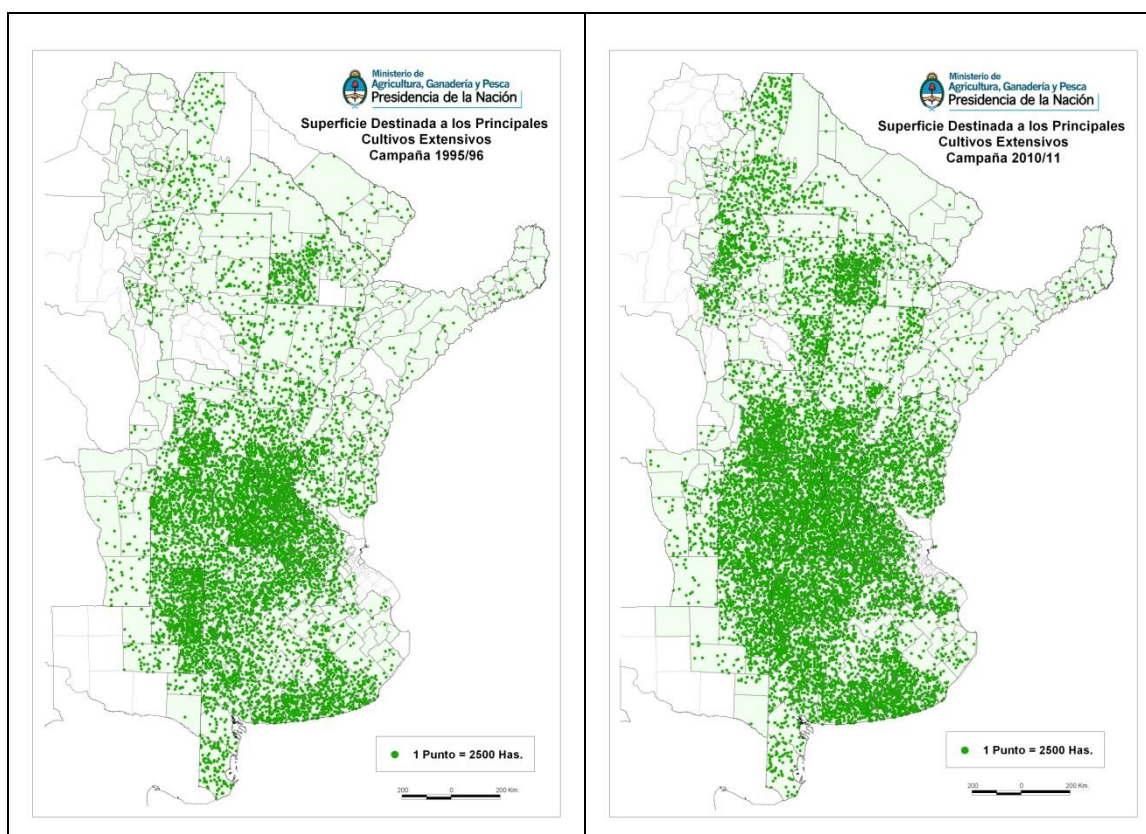 Ministerio de
Agricultura, Ganadería y Pesca
Presidencia de la Nación
Superficie Destinada a los Principales
Cultivos Extensivos
Campaña 1995/96
1 Punto = 2500 Has.
200 0 200 Km.
Ministerio de
Agricultura, Ganadería y Pesca
Presidencia de la Nación
Superficie Destinada a los Principales
Cultivos Extensivos
Campaña 2010/11
1 Punto = 2500 Has.
200 0 200 Km.